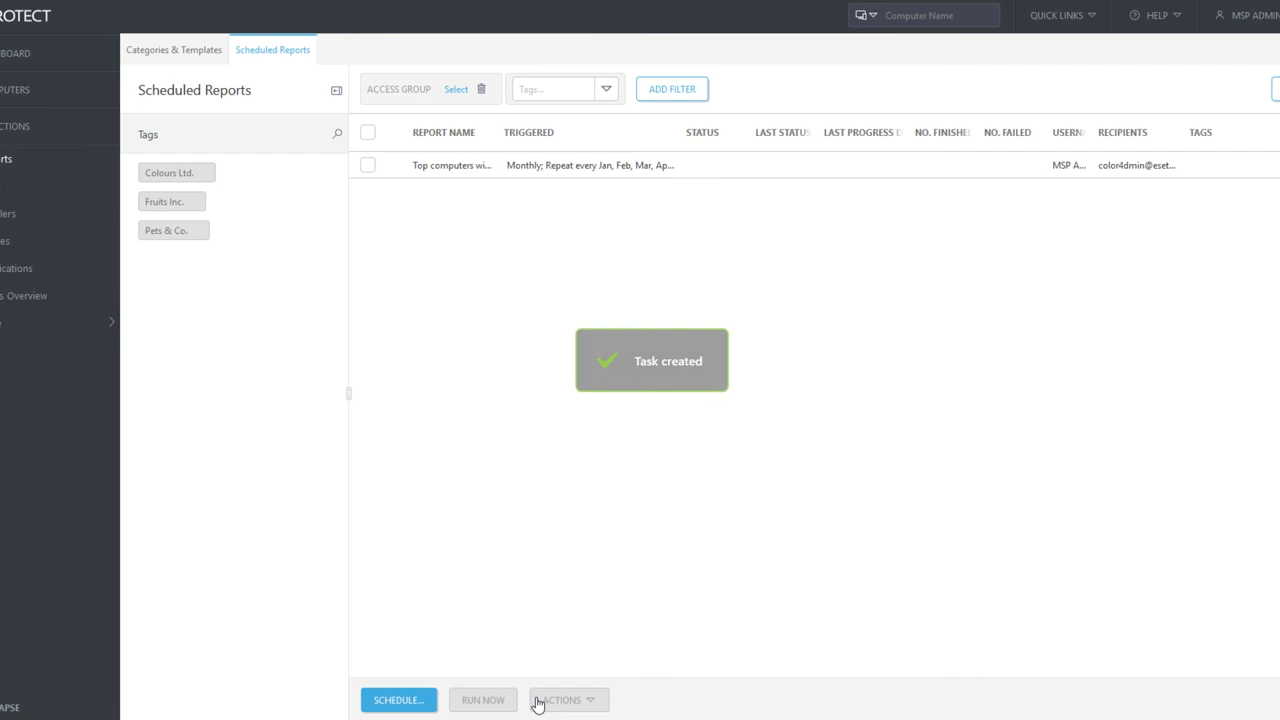 ROTECT
Computer Name
QUICK LINKS
HELP
MSP ADMIN
BOARD
PUTERS
CTIONS
rts
lers
es
ications
s Overview
e
APSE
Categories & Templates
Scheduled Reports
Scheduled Reports
Tags
Colours Ltd.
Fruits Inc.
Pets & Co.
ACCESS GROUP Select
Tags...
ADD FILTER
REPORT NAME TRIGGERED STATUS LAST STATUS LAST PROGRESS D NO. FINISHE NO. FAILED USERN RECIPIENTS TAGS
Top computers wi... Monthly; Repeat every Jan, Feb, Mar, Ap... MSP A... color4dmin@eset...
Task created
SCHEDULE... RUN NOW ACTIONS